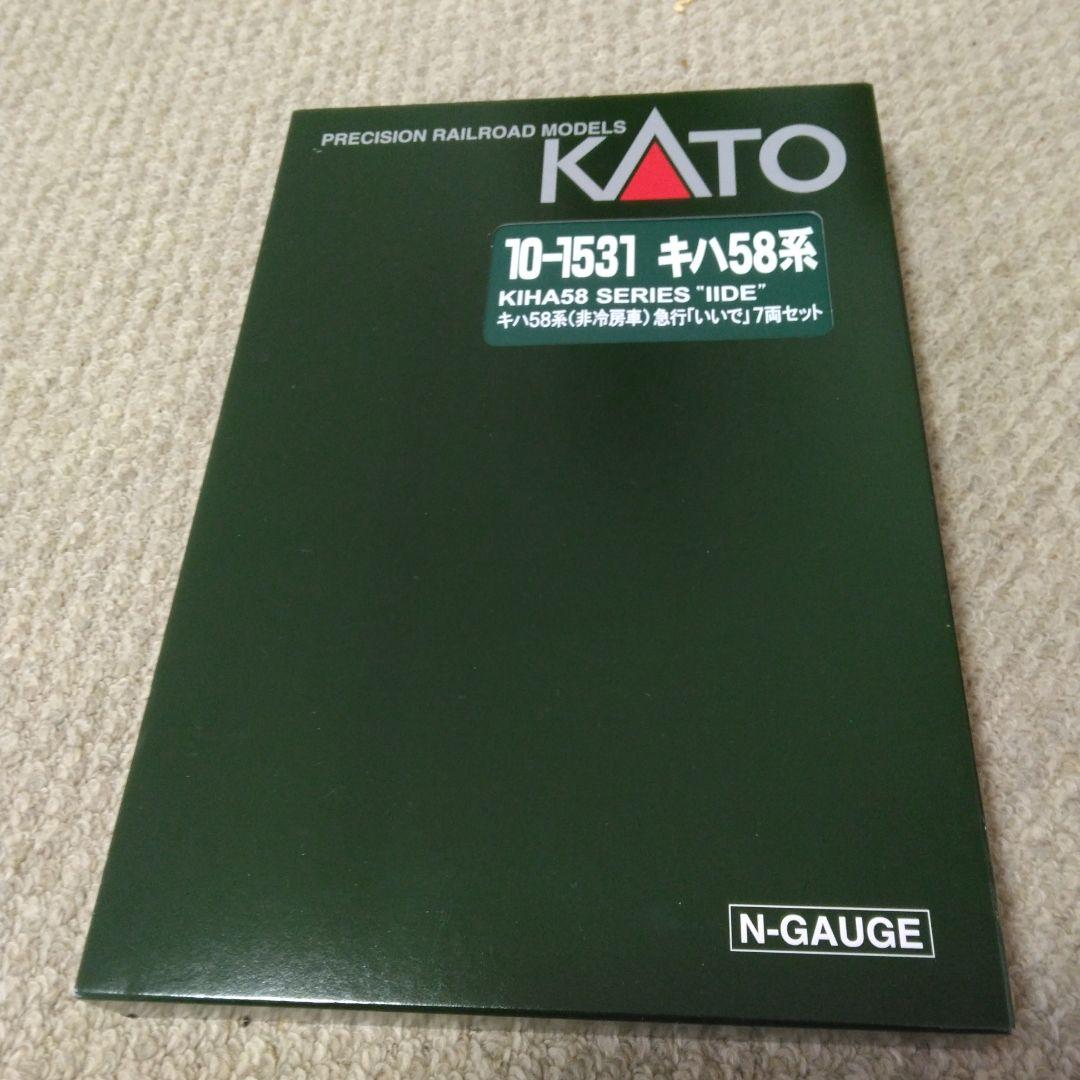 PRECISION RAILROAD MODELS
KATO
10-1531 キハ58系
KIHA58 SERIES "IIDE"
キハ58系(非冷房車)急行「いいで」7両セット
N-GAUGE